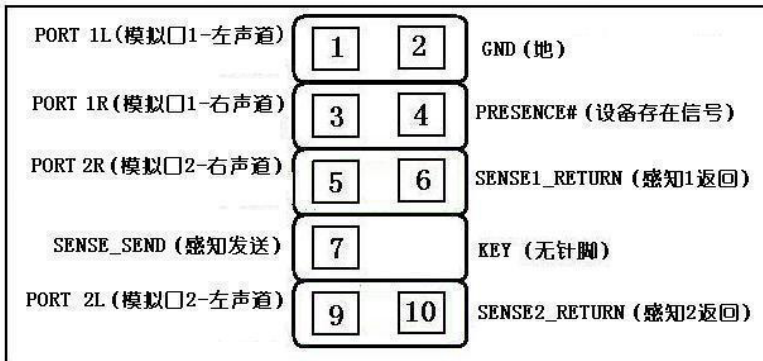 PORT 1L(模拟口1-左声道) 1 2 GND(地)
PORT 1R(模拟口1-右声道) 3 4 PRESENCE#(设备存在信号)
PORT 2R(模拟口2-右声道) 5 6 SENSE1_RETURN(感知1返回)
SENSE_SEND(感知发送) 7 KEY(无针脚)
PORT 2L(模拟口2-左声道) 9 10 SENSE2_RETURN(感知2返回)